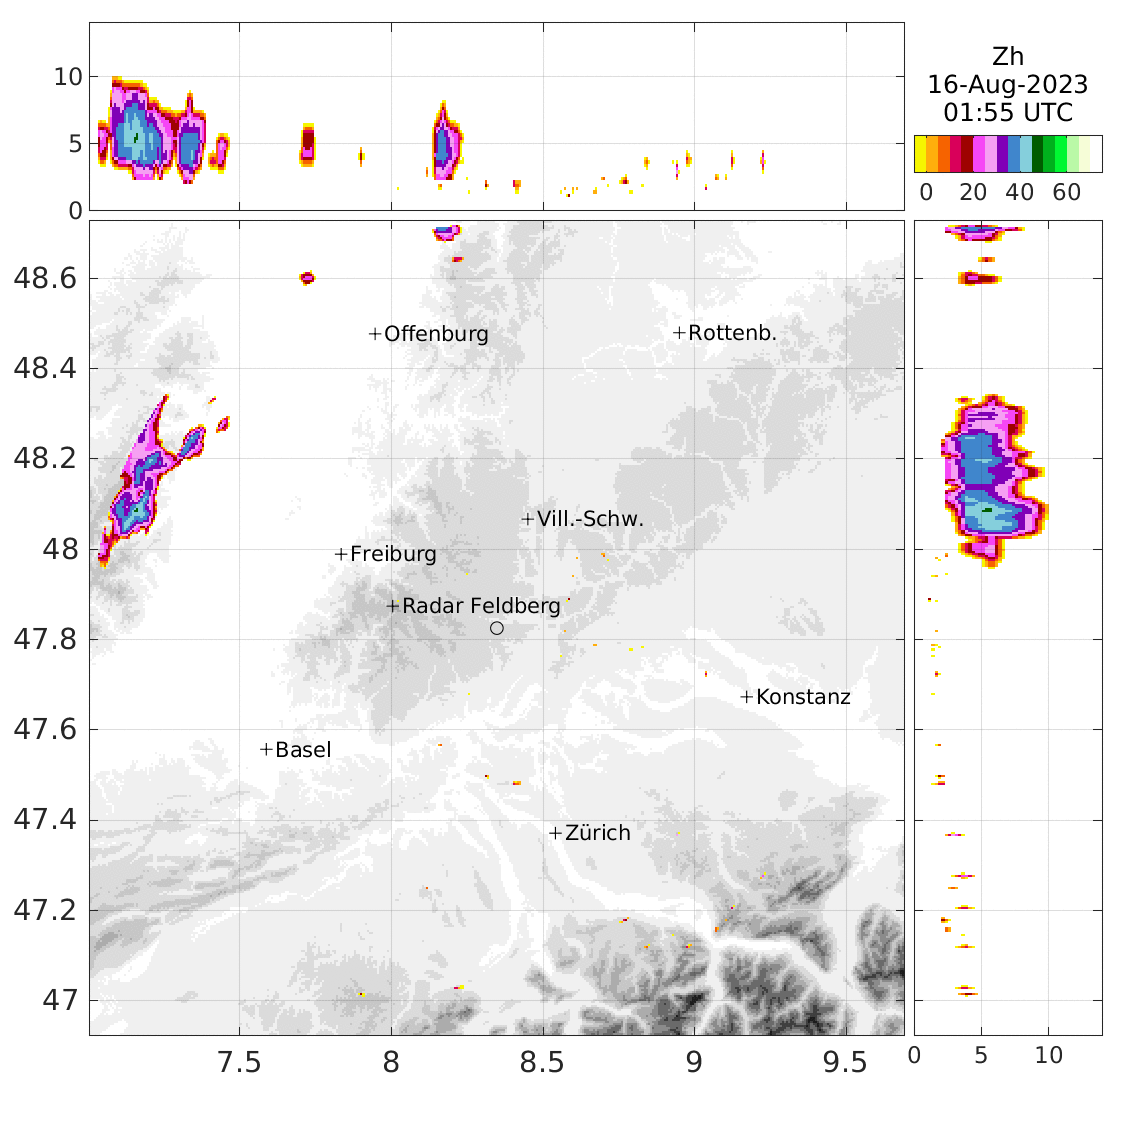 10
5
0
Zh
16-Aug-2023
01:55 UTC
0 20 40 60
48.6
48.4
48.2
48
47.8
47.6
47.4
47.2
47
Offenburg
Rottenb.
Vill.-Schw.
Freiburg
Radar Feldberg
Konstanz
Basel
Zürich
7.5 8 8.5 9 9.5
0 5 10